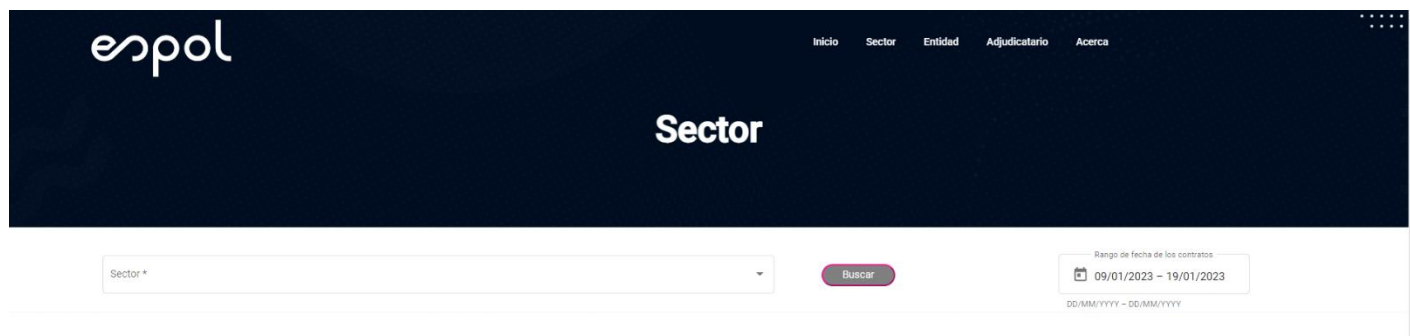 espol
Inicio Sector Entidad Adjudicatario Acerca
Sector
Rango de fecha de los contratos
Sector * Buscar 09/01/2023 – 19/01/2023
DD/MM/YYYY – DD/MM/YYYY